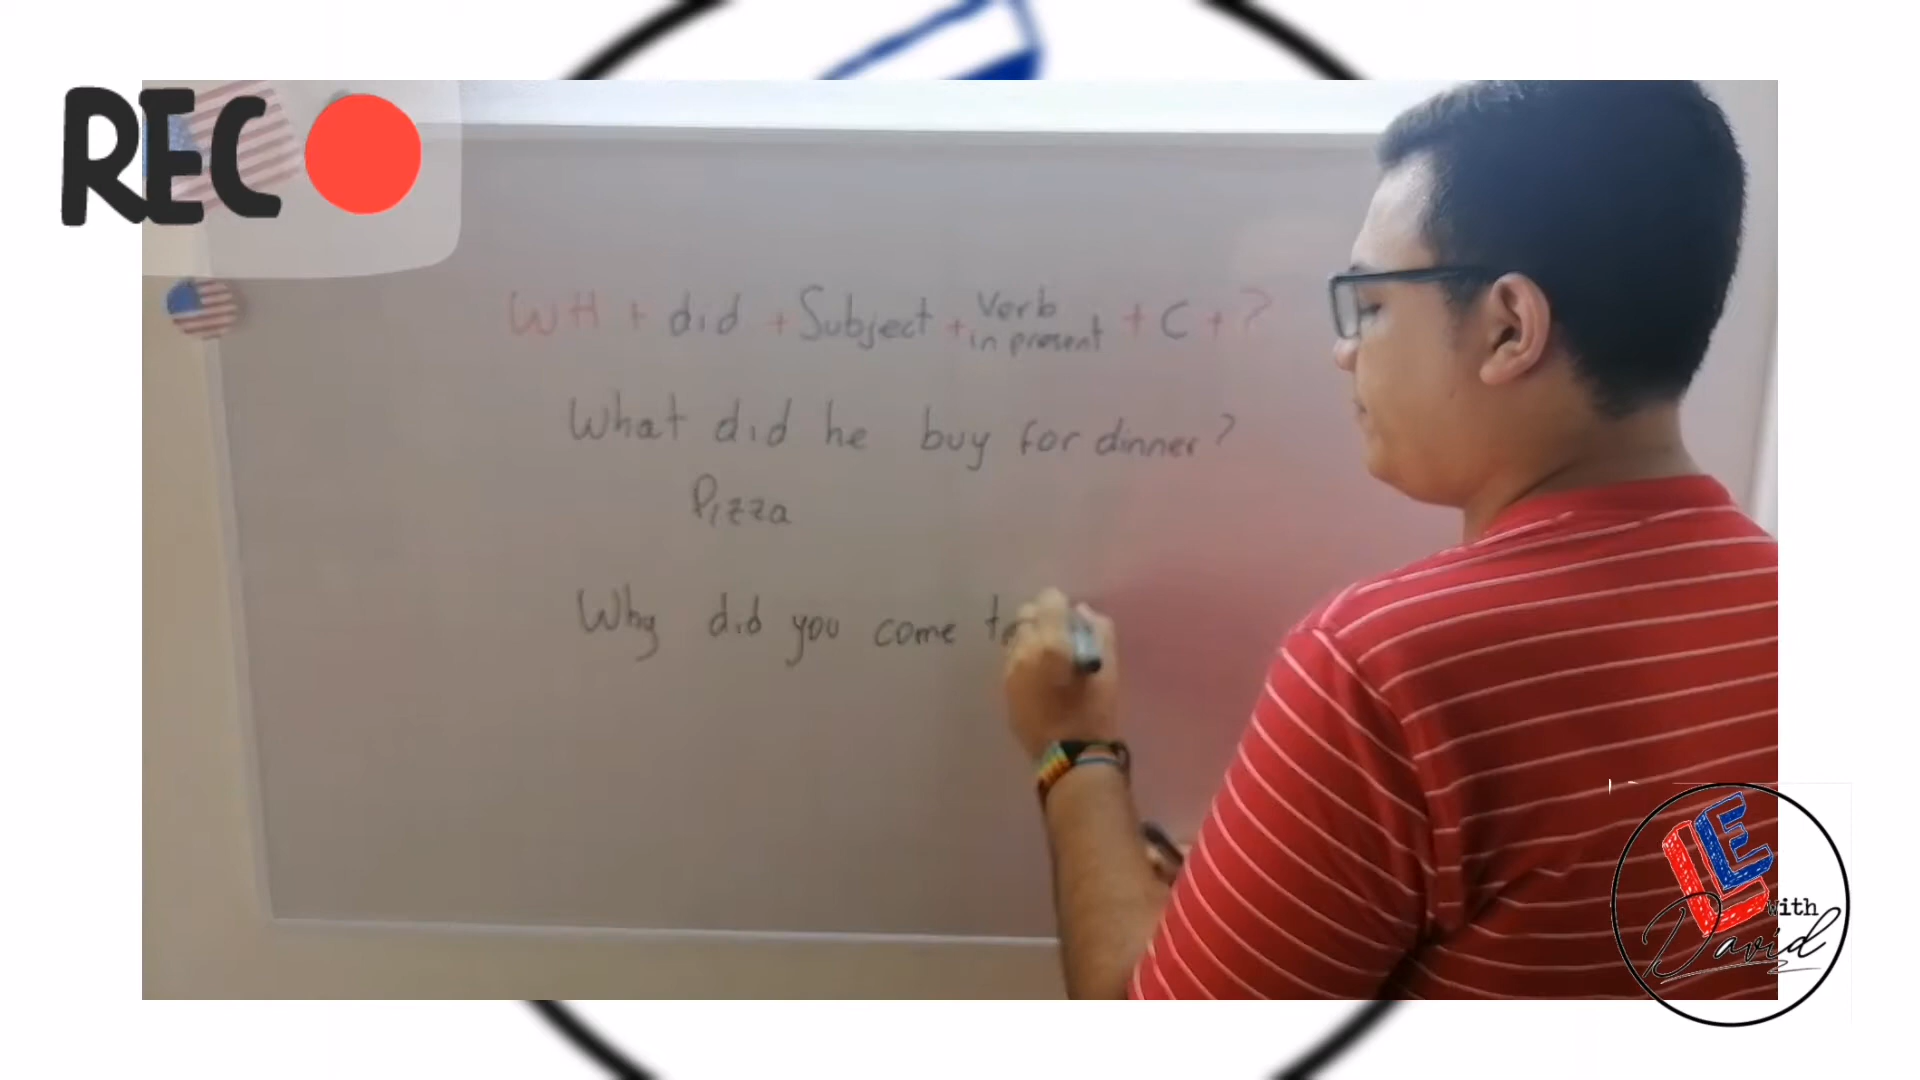 REC
WH + did + Subject + Verb in present + C + ?
What did he buy for dinner?
Pizza
Why did you come
LE with
David